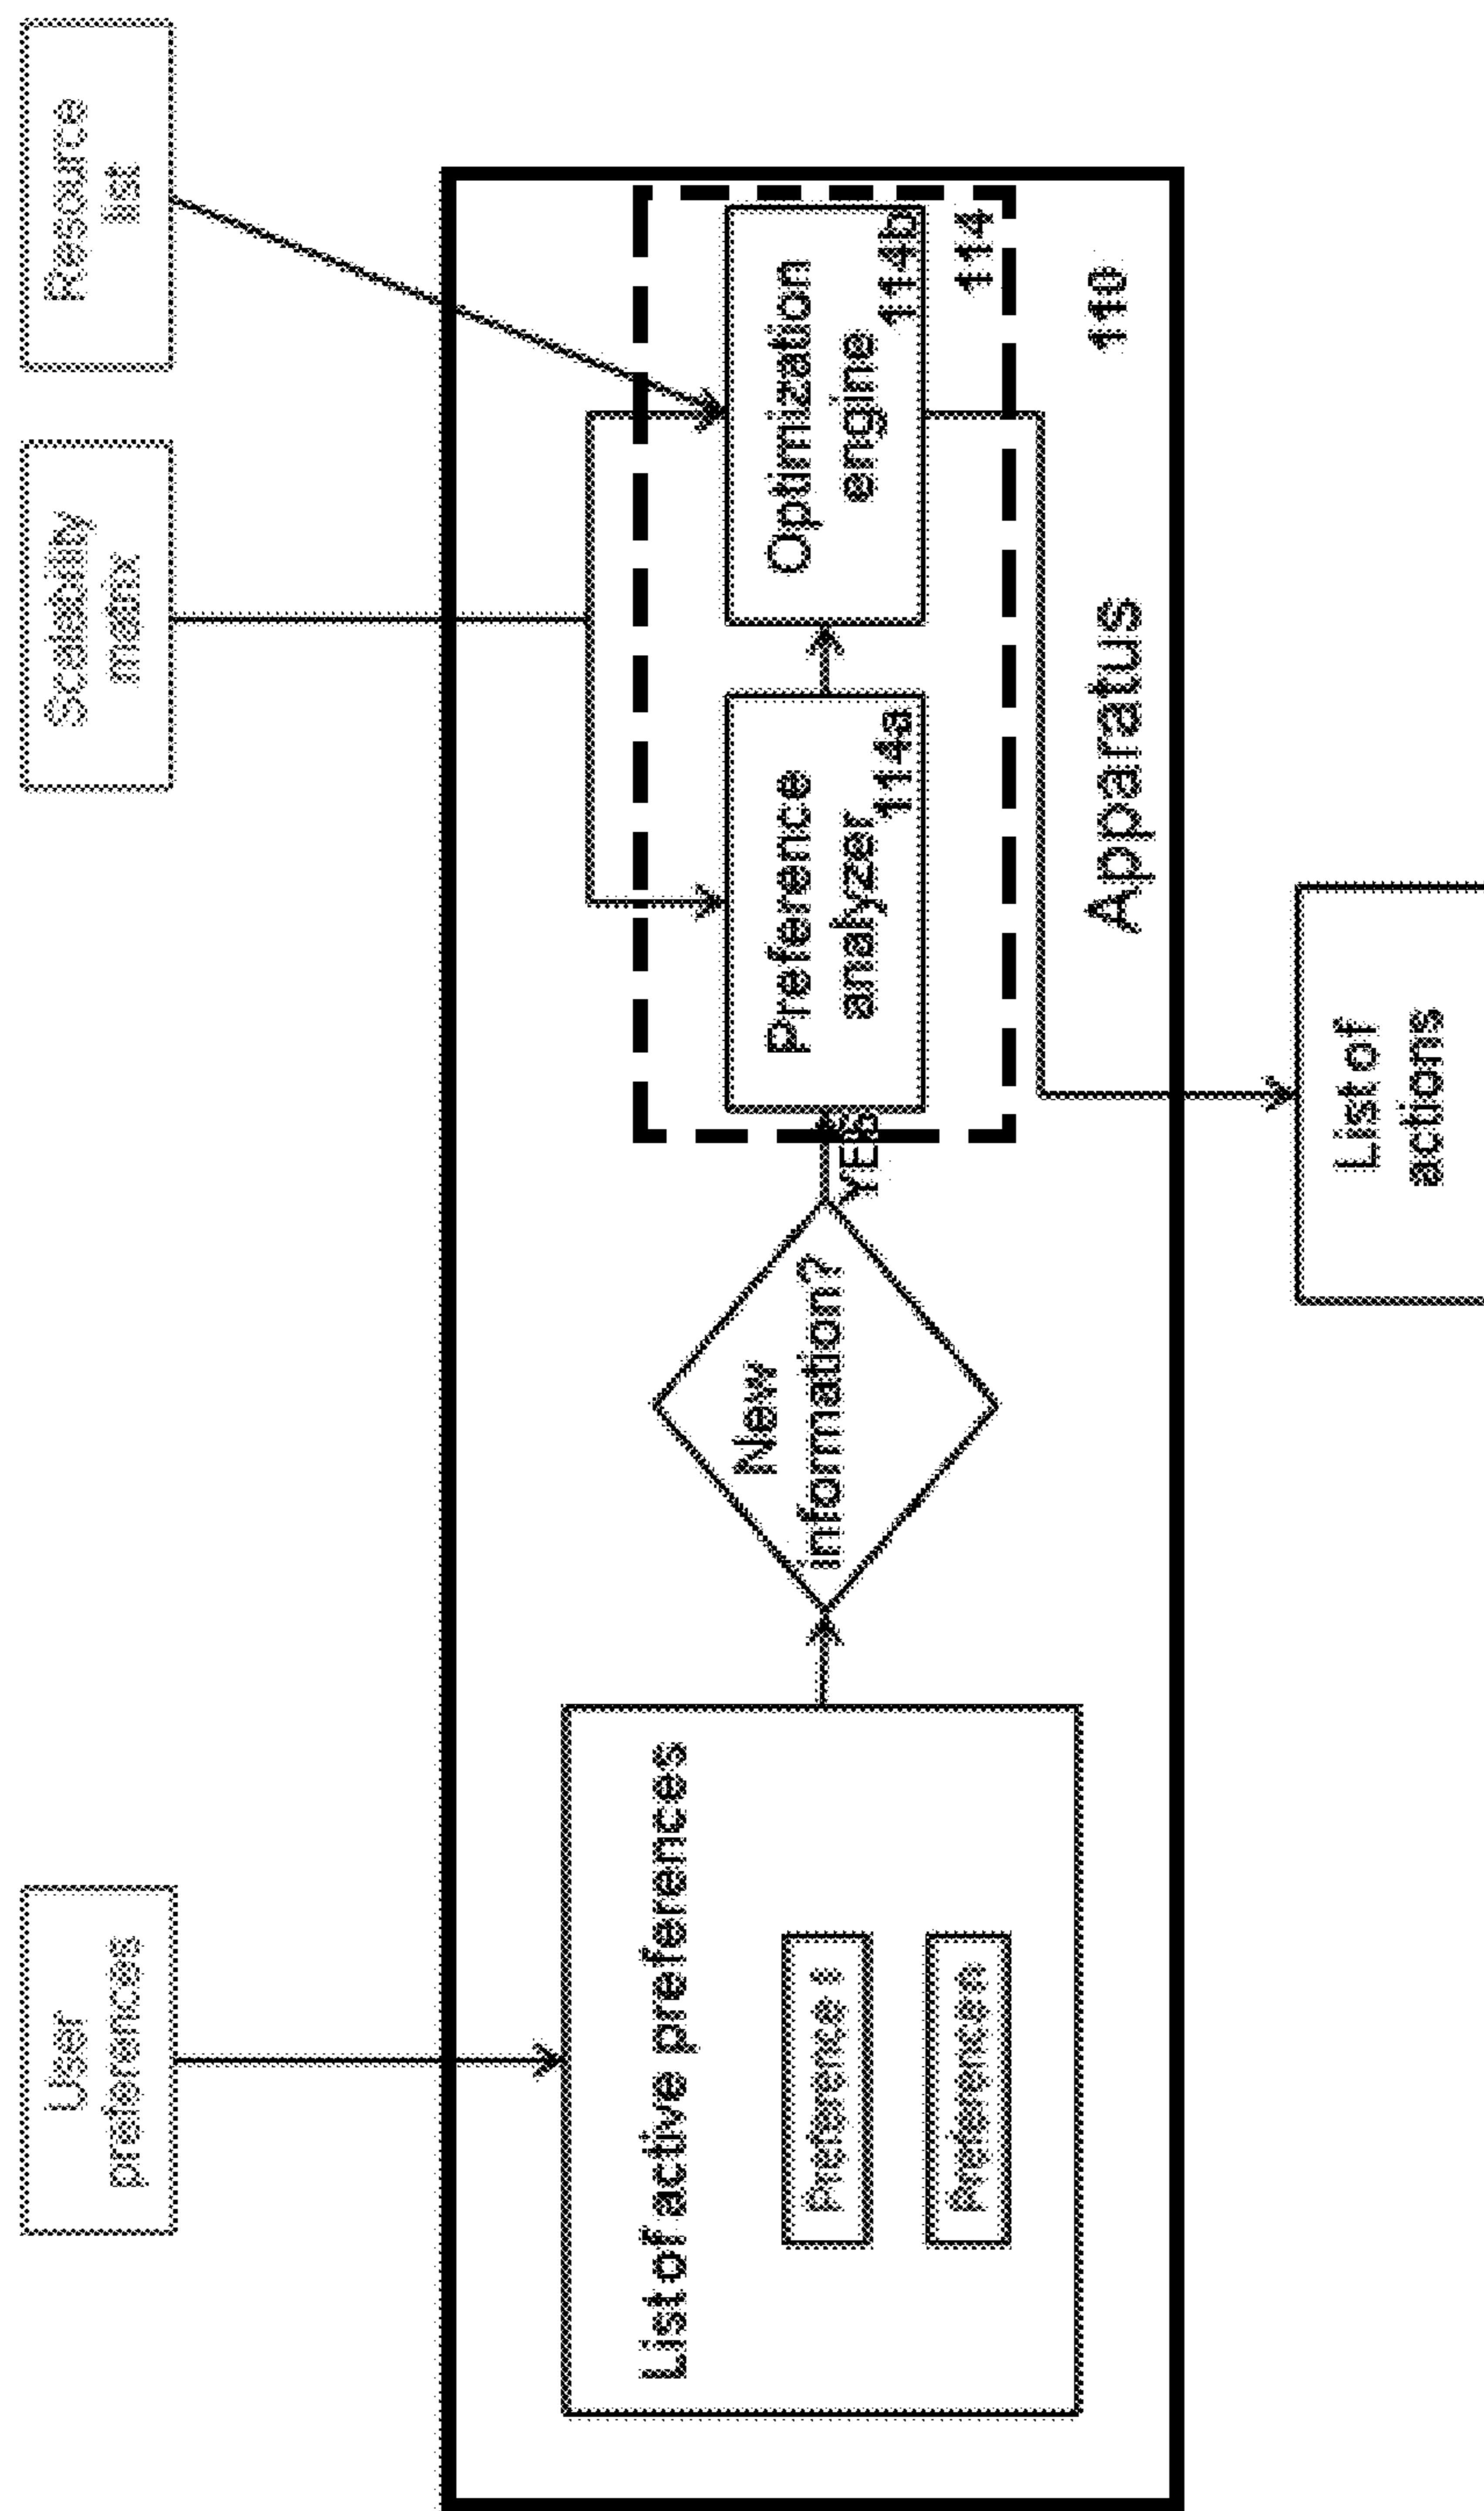 User
preferences
Scalability
matrix
Resource
list
List of active preferences
Preference 1
Preference n
New
information?
YES
Preference
analyzer
114a
Optimization
engine
114b
114
Apparatus
110
List of
actions